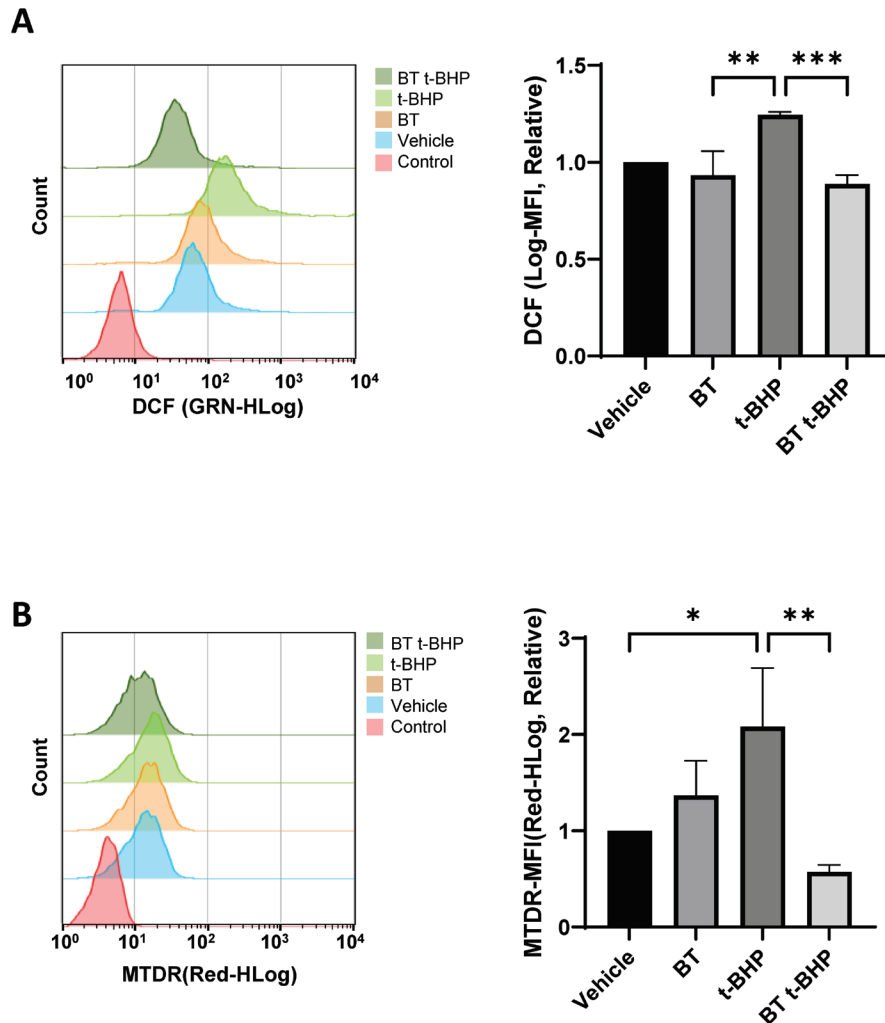 A
BT t-BHP
t-BHP
BT
Vehicle
Control
Count
10⁰ 10¹ 10² 10³ 10⁴
DCF (GRN-HLog)
DCF (Log-MFI, Relative)
1.5
1.0
0.5
0.0
** ***
Vehicle
BT
t-BHP
BT t-BHP
B
BT t-BHP
t-BHP
BT
Vehicle
Control
Count
10⁰ 10¹ 10² 10³ 10⁴
MTDR(Red-HLog)
MTDR-MFI(Red-HLog, Relative)
3
2
1
0
* **
Vehicle
BT
t-BHP
BT t-BHP